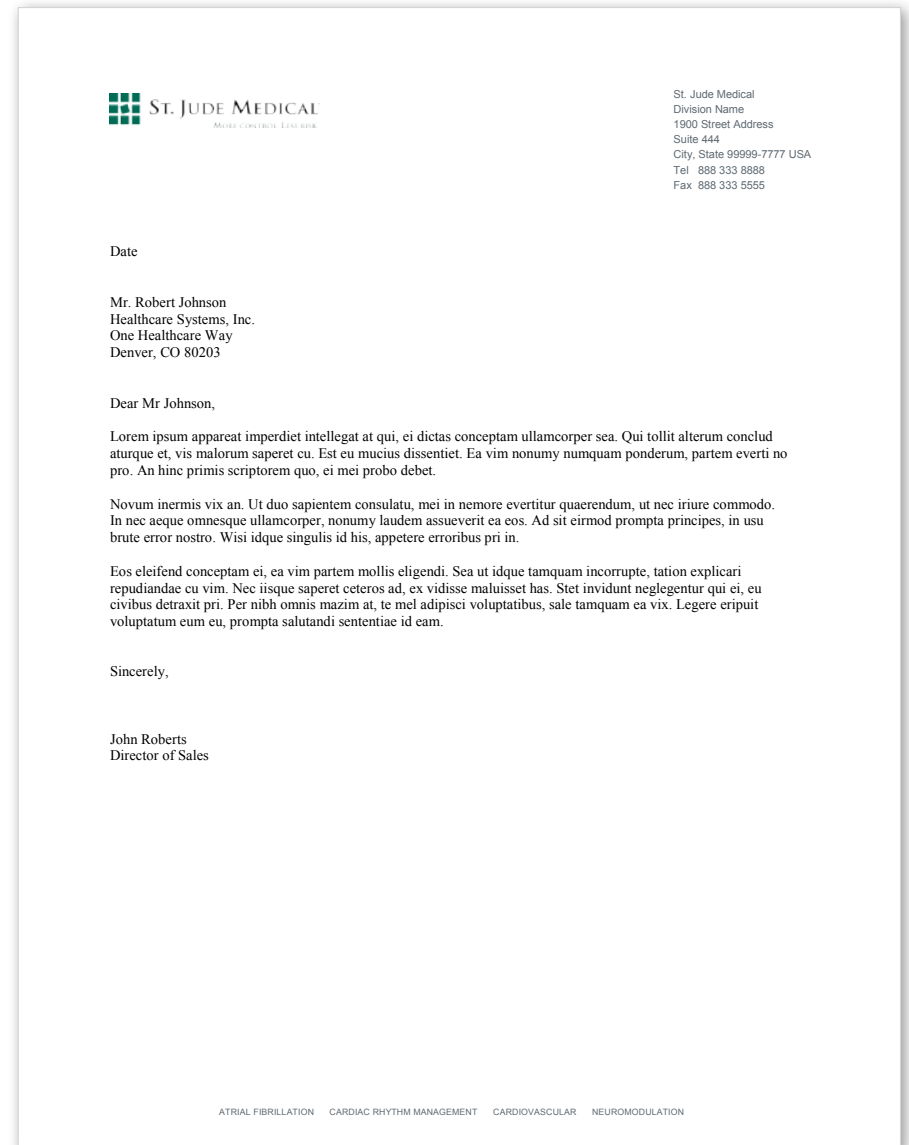 ST. JUDE MEDICAL
MORE CONTROL. LESS RISK.
St. Jude Medical
Division Name
1900 Street Address
Suite 444
City, State 99999-7777 USA
Tel 888 333 8888
Fax 888 333 5555
Date
Mr. Robert Johnson
Healthcare Systems, Inc.
One Healthcare Way
Denver, CO 80203
Dear Mr Johnson,
Lorem ipsum appareat imperdiet intellegat at qui, ei dictas conceptam ullamcorper sea. Qui tollit alterum conclud
aturque et, vis malorum saperet cu. Est eu mucius dissentiet. Ea vim nonumy numquam ponderum, partem everti no
pro. An hinc primis scriptorem quo, ei mei probo debet.
Novum inermis vix an. Ut duo sapientem consulatu, mei in nemore evertitur quaerendum, ut nec iriure commodo.
In nec aeque omnesque ullamcorper, nonumy laudem assueverit ea eos. Ad sit eirmod prompta principes, in usu
brute error nostro. Wisi idque singulis id his, appetere erroribus pri in.
Eos eleifend conceptam ei, ea vim partem mollis eligendi. Sea ut idque tamquam incorrupte, tation explicari
repudiandae cu vim. Nec iisque saperet ceteros ad, ex vidisse maluisset has. Stet invidunt neglegentur qui ei, eu
civibus detraxit pri. Per nibh omnis mazim at, te mel adipisci voluptatibus, sale tamquam ea vix. Legere eripuit
voluptatum eum eu, prompta salutandi sententiae id eam.
Sincerely,
John Roberts
Director of Sales
ATRIAL FIBRILLATION CARDIAC RHYTHM MANAGEMENT CARDIOVASCULAR NEUROMODULATION